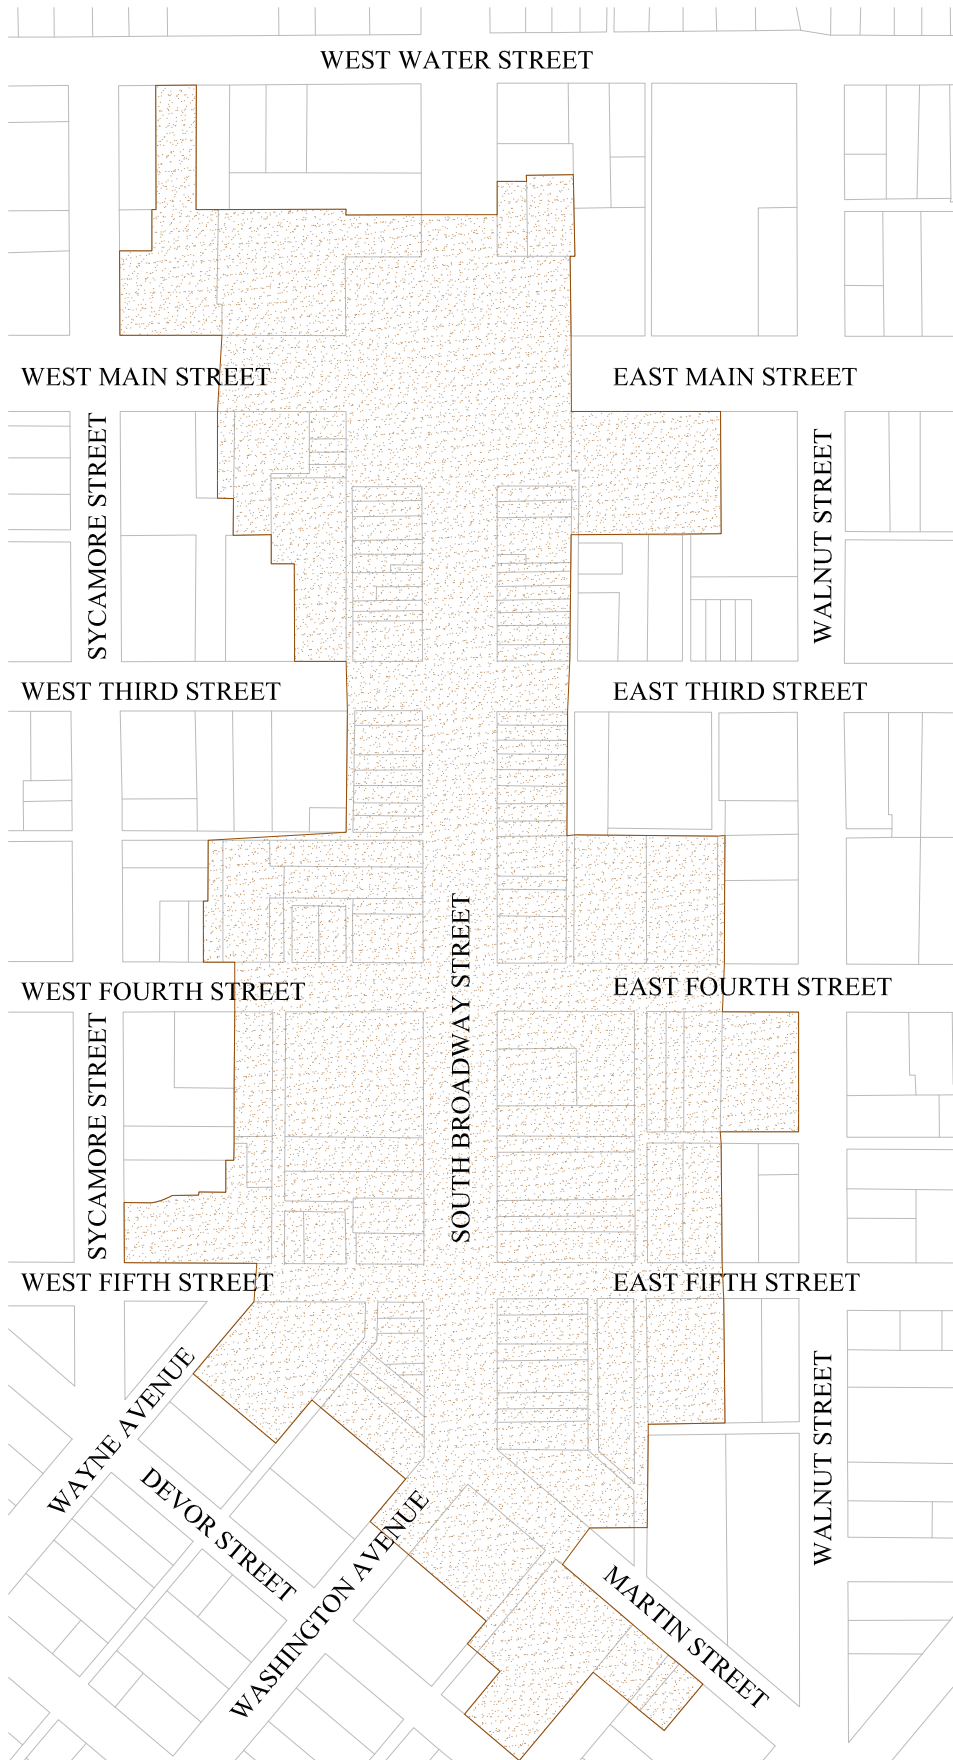 WEST WATER STREET
WEST MAIN STREET
EAST MAIN STREET
SYCAMORE STREET
WALNUT STREET
WEST THIRD STREET
EAST THIRD STREET
SOUTH BROADWAY STREET
WEST FOURTH STREET
EAST FOURTH STREET
SYCAMORE STREET
WEST FIFTH STREET
EAST FIFTH STREET
WAYNE AVENUE
WALNUT STREET
DEVOR STREET
WASHINGTON AVENUE
MARTIN STREET